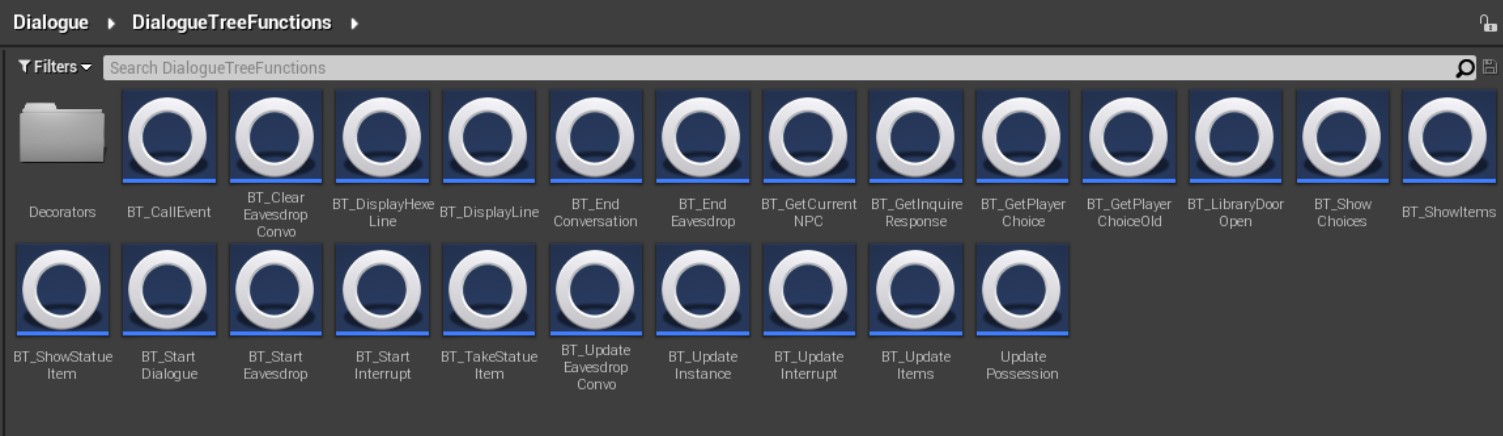 Dialogue DialogueTreeFunctions
Filters Search DialogueTreeFunctions
Decorators
BT_CallEvent
BT_Clear
Eavesdrop
Convo
BT_DisplayHexe
Line
BT_DisplayLine
BT_End
Conversation
BT_End
Eavesdrop
BT_GetCurrent
NPC
BT_GetInquire
Response
BT_GetPlayer
Choice
BT_GetPlayer
ChoiceOld
BT_LibraryDoor
Open
BT_Show
Choices
BT_ShowItems
BT_ShowStatue
Item
BT_Start
Dialogue
BT_Start
Eavesdrop
BT_Start
Interrupt
BT_TakeStatue
Item
BT_Update
Eavesdrop
Convo
BT_Update
Instance
BT_Update
Interrupt
BT_Update
Items
Update
Possession